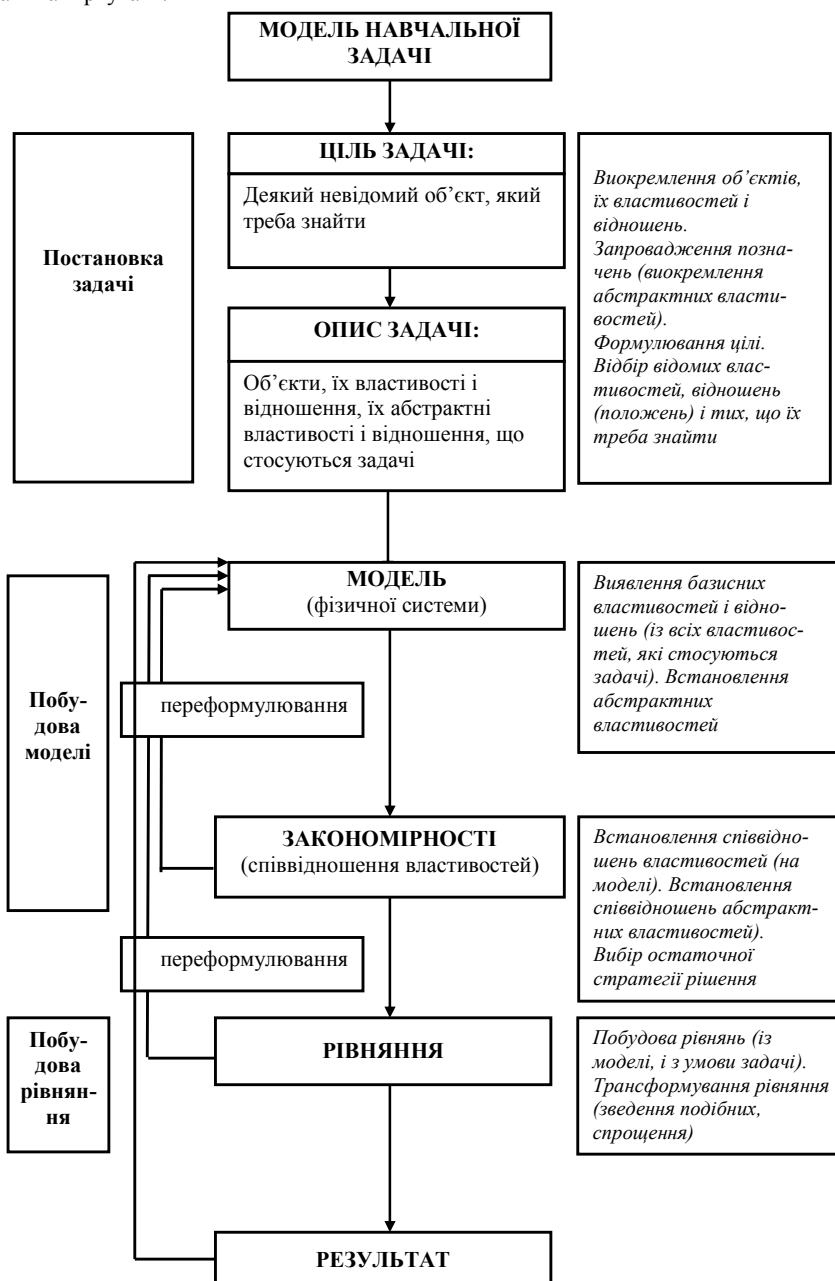 МОДЕЛЬ НАВЧАЛЬНОЇ
ЗАДАЧІ
Постановка
задачі
ЦІЛЬ ЗАДАЧІ:
Деякий невідомий об’єкт, який
треба знайти
ОПИС ЗАДАЧІ:
Об’єкти, їх властивості і
відношення, їх абстрактні
властивості і відношення, що
стосуються задачі
Виокремлення об’єктів,
їх властивостей і
відношень.
Запровадження позна-
чень (виокремлення
абстрактних власти-
востей).
Формулювання цілі.
Відбір відомих влас-
тивостей, відношень
(положень) і тих, що їх
треба знайти
Побу-
дова
моделі
МОДЕЛЬ
(фізичної системи)
Виявлення базисних
властивостей і відно-
шень (із всіх властивос-
тей, які стосуються
задачі). Встановлення
абстрактних
властивостей
переформулювання
ЗАКОНОМІРНОСТІ
(співвідношення властивостей)
Встановлення співвідно-
шень властивостей (на
моделі). Встановлення
співвідношень абстракт-
них властивостей).
Вибір остаточної
стратегії рішення
переформулювання
Побу-
дова
рівнян-
ня
РІВНЯННЯ
Побудова рівнянь (із
моделі, і з умови задачі).
Трансформування рівняння
(зведення подібних,
спрощення)
РЕЗУЛЬТАТ